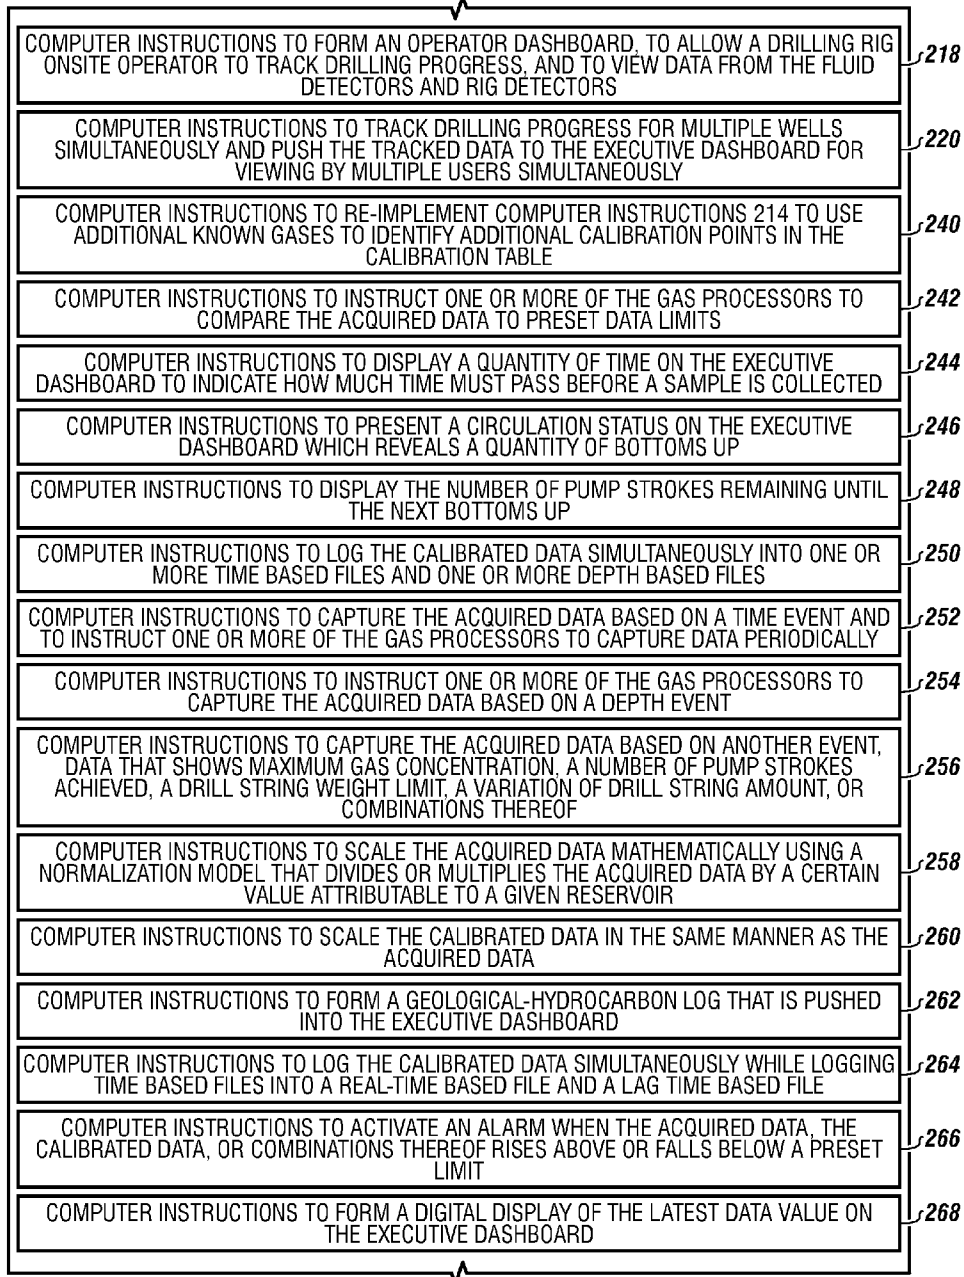 COMPUTER INSTRUCTIONS TO FORM AN OPERATOR DASHBOARD, TO ALLOW A DRILLING RIG
ONSITE OPERATOR TO TRACK DRILLING PROGRESS, AND TO VIEW DATA FROM THE FLUID
DETECTORS AND RIG DETECTORS
218
COMPUTER INSTRUCTIONS TO TRACK DRILLING PROGRESS FOR MULTIPLE WELLS
SIMULTANEOUSLY AND PUSH THE TRACKED DATA TO THE EXECUTIVE DASHBOARD FOR
VIEWING BY MULTIPLE USERS SIMULTANEOUSLY
220
COMPUTER INSTRUCTIONS TO RE-IMPLEMENT COMPUTER INSTRUCTIONS 214 TO USE
ADDITIONAL KNOWN GASES TO IDENTIFY ADDITIONAL CALIBRATION POINTS IN THE
CALIBRATION TABLE
240
COMPUTER INSTRUCTIONS TO INSTRUCT ONE OR MORE OF THE GAS PROCESSORS TO
COMPARE THE ACQUIRED DATA TO PRESET DATA LIMITS
242
COMPUTER INSTRUCTIONS TO DISPLAY A QUANTITY OF TIME ON THE EXECUTIVE
DASHBOARD TO INDICATE HOW MUCH TIME MUST PASS BEFORE A SAMPLE IS COLLECTED
244
COMPUTER INSTRUCTIONS TO PRESENT A CIRCULATION STATUS ON THE EXECUTIVE
DASHBOARD WHICH REVEALS A QUANTITY OF BOTTOMS UP
246
COMPUTER INSTRUCTIONS TO DISPLAY THE NUMBER OF PUMP STROKES REMAINING UNTIL
THE NEXT BOTTOMS UP
248
COMPUTER INSTRUCTIONS TO LOG THE CALIBRATED DATA SIMULTANEOUSLY INTO ONE OR
MORE TIME BASED FILES AND ONE OR MORE DEPTH BASED FILES
250
COMPUTER INSTRUCTIONS TO CAPTURE THE ACQUIRED DATA BASED ON A TIME EVENT AND
TO INSTRUCT ONE OR MORE OF THE GAS PROCESSORS TO CAPTURE DATA PERIODICALLY
252
COMPUTER INSTRUCTIONS TO INSTRUCT ONE OR MORE OF THE GAS PROCESSORS TO
CAPTURE THE ACQUIRED DATA BASED ON A DEPTH EVENT
254
COMPUTER INSTRUCTIONS TO CAPTURE THE ACQUIRED DATA BASED ON ANOTHER EVENT,
DATA THAT SHOWS MAXIMUM GAS CONCENTRATION, A NUMBER OF PUMP STROKES
ACHIEVED, A DRILL STRING WEIGHT LIMIT, A VARIATION OF DRILL STRING AMOUNT, OR
COMBINATIONS THEREOF
256
COMPUTER INSTRUCTIONS TO SCALE THE ACQUIRED DATA MATHEMATICALLY USING A
NORMALIZATION MODEL THAT DIVIDES OR MULTIPLIES THE ACQUIRED DATA BY A CERTAIN
VALUE ATTRIBUTABLE TO A GIVEN RESERVOIR
258
COMPUTER INSTRUCTIONS TO SCALE THE CALIBRATED DATA IN THE SAME MANNER AS THE
ACQUIRED DATA
260
COMPUTER INSTRUCTIONS TO FORM A GEOLOGICAL-HYDROCARBON LOG THAT IS PUSHED
INTO THE EXECUTIVE DASHBOARD
262
COMPUTER INSTRUCTIONS TO LOG THE CALIBRATED DATA SIMULTANEOUSLY WHILE LOGGING
TIME BASED FILES INTO A REAL-TIME BASED FILE AND A LAG TIME BASED FILE
264
COMPUTER INSTRUCTIONS TO ACTIVATE AN ALARM WHEN THE ACQUIRED DATA, THE
CALIBRATED DATA, OR COMBINATIONS THEREOF RISES ABOVE OR FALLS BELOW A PRESET
LIMIT
266
COMPUTER INSTRUCTIONS TO FORM A DIGITAL DISPLAY OF THE LATEST DATA VALUE ON
THE EXECUTIVE DASHBOARD
268